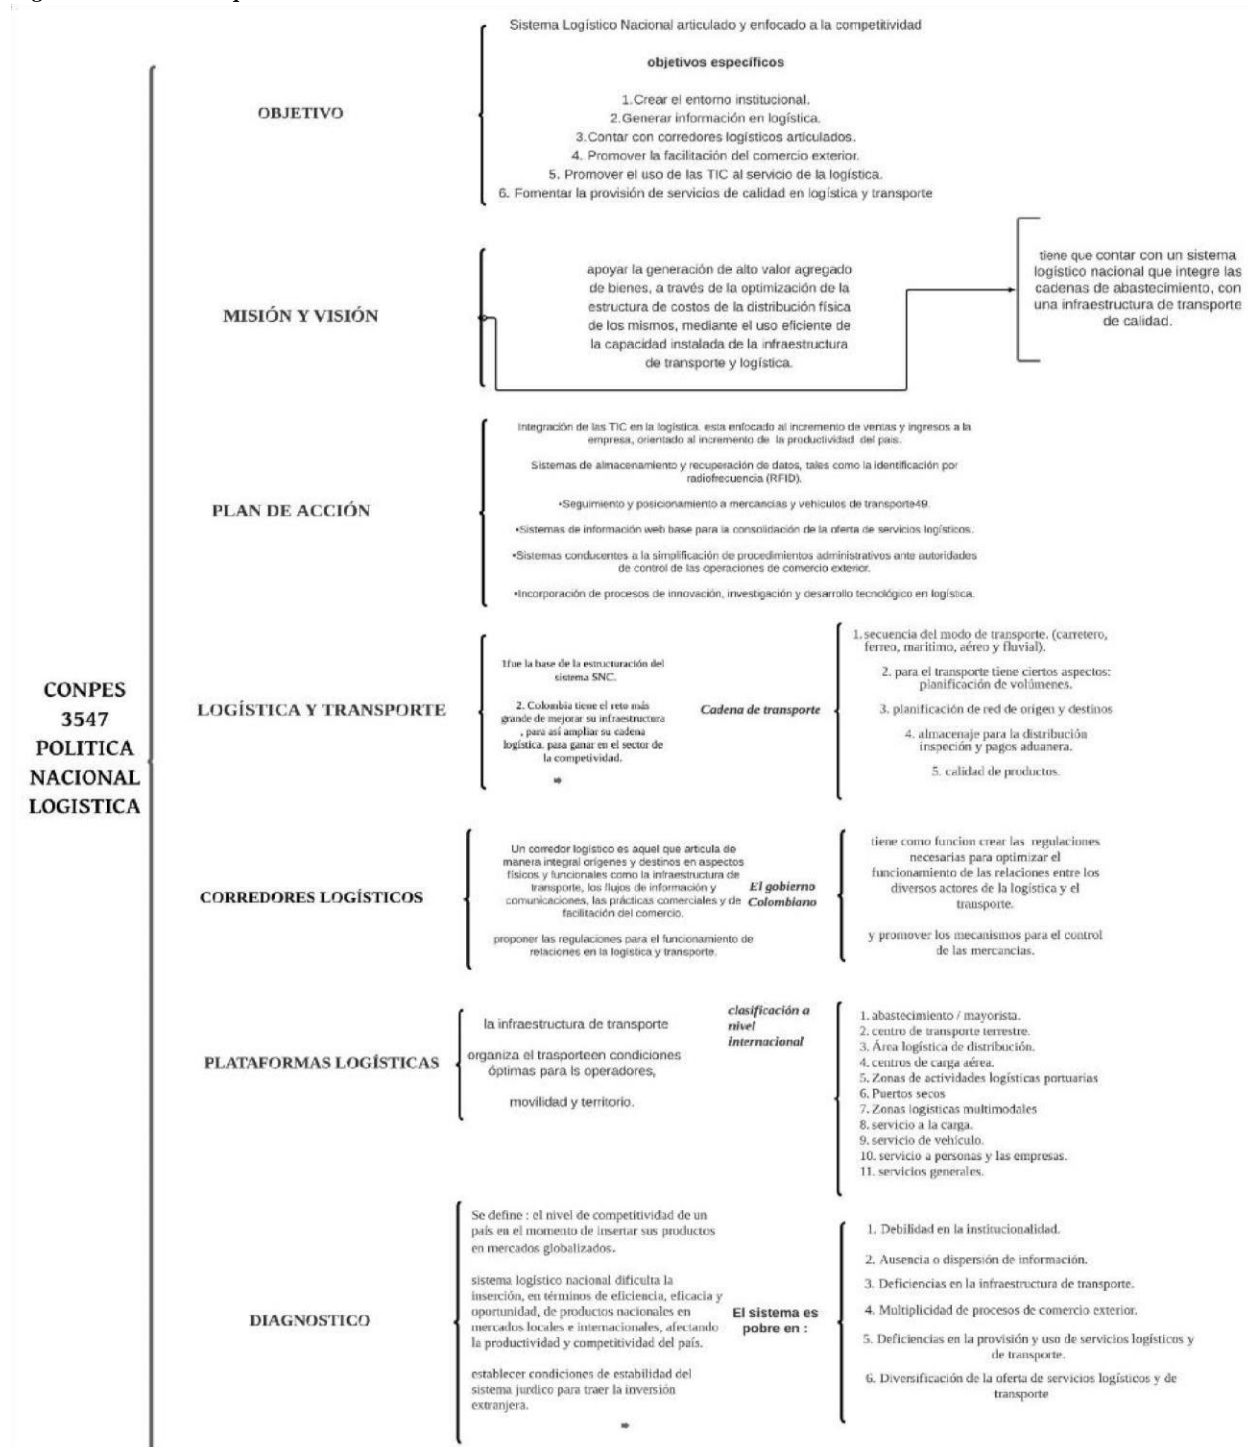 Sistema Logístico Nacional articulado y enfocado a la competitividad
objetivos específicos
OBJETIVO
1.Crear el entorno institucional.
2.Generar información en logística.
3.Contar con corredores logísticos articulados.
4. Promover la facilitación del comercio exterior.
5. Promover el uso de las TIC al servicio de la logística.
6. Fomentar la provisión de servicios de calidad en logística y transporte
MISIÓN Y VISIÓN
apoyar la generación de alto valor agregado
de bienes, a través de la optimización de la
estructura de costos de la distribución física
de los mismos, mediante el uso eficiente de
la capacidad instalada de la infraestructura
de transporte y logística.
tiene que contar con un sistema
logístico nacional que integre las
cadenas de abastecimiento, con
una infraestructura de transporte
de calidad.
PLAN DE ACCIÓN
Integración de las TIC en la logística. esta enfocado al incremento de ventas y ingresos a la
empresa, orientado al incremento de la productividad del país.
Sistemas de almacenamiento y recuperación de datos, tales como la identificación por
radiofrecuencia (RFID).
•Seguimiento y posicionamiento a mercancías y vehículos de transporte49.
•Sistemas de información web base para la consolidación de la oferta de servicios logísticos.
•Sistemas conducentes a la simplificación de procedimientos administrativos ante autoridades
de control de las operaciones de comercio exterior.
•Incorporación de procesos de innovación, investigación y desarrollo tecnológico en logística.
CONPES
3547
POLITICA
NACIONAL
LOGISTICA
LOGÍSTICA Y TRANSPORTE
1fue la base de la estructuración del
sistema SNC.
2. Colombia tiene el reto más
grande de mejorar su infraestructura
, para así ampliar su cadena
logística. para ganar en el sector de
la competividad.
Cadena de transporte
1. secuencia del modo de transporte. (carretero,
ferreo, maritimo, aéreo y fluvial).
2. para el transporte tiene ciertos aspectos:
planificación de volúmenes.
3. planificación de red de origen y destinos
4. almacenaje para la distribución
inspeción y pagos aduanera.
5. calidad de productos.
CORREDORES LOGÍSTICOS
Un corredor logístico es aquel que articula de
manera integral orígenes y destinos en aspectos
físicos y funcionales como la infraestructura de
transporte, los flujos de información y
comunicaciones, las prácticas comerciales y de
facilitación del comercio.
proponer las regulaciones para el funcionamiento de
relaciones en la logística y transporte.
El gobierno
Colombiano
tiene como funcion crear las regulaciones
necesarias para optimizar el
funcionamiento de las relaciones entre los
diversos actores de la logística y el
transporte.
y promover los mecanismos para el control
de las mercancias.
PLATAFORMAS LOGÍSTICAS
la infraestructura de transporte
organiza el trasporteen condiciones
óptimas para ls operadores,
movilidad y territorio.
clasificación a
nivel
internacional
1. abastecimiento / mayorista.
2. centro de transporte terrestre.
3. Área logística de distribución.
4. centros de carga aérea.
5. Zonas de actividades logísticas portuarias
6. Puertos secos
7. Zonas logisticas multimodales
8. servicio a la carga.
9. servicio de vehículo.
10. servicio a personas y las empresas.
11. servicios generales.
DIAGNOSTICO
Se define : el nivel de competitividad de un
país en el momento de insertar sus productos
en mercados globalizados.
sistema logístico nacional dificulta la
inserción, en términos de eficiencia, eficacia y
oportunidad, de productos nacionales en
mercados locales e internacionales, afectando
la productividad y competitividad del país.
establecer condiciones de estabilidad del
sistema jurdico para traer la inversión
extranjera.
El sistema es
pobre en :
1. Debilidad en la institucionalidad.
2. Ausencia o dispersión de información.
3. Deficiencias en la infraestructura de transporte.
4. Multiplicidad de procesos de comercio exterior.
5. Deficiencias en la provisión y uso de servicios logísticos y
de transporte.
6. Diversificación de la oferta de servicios logísticos y de
transporte